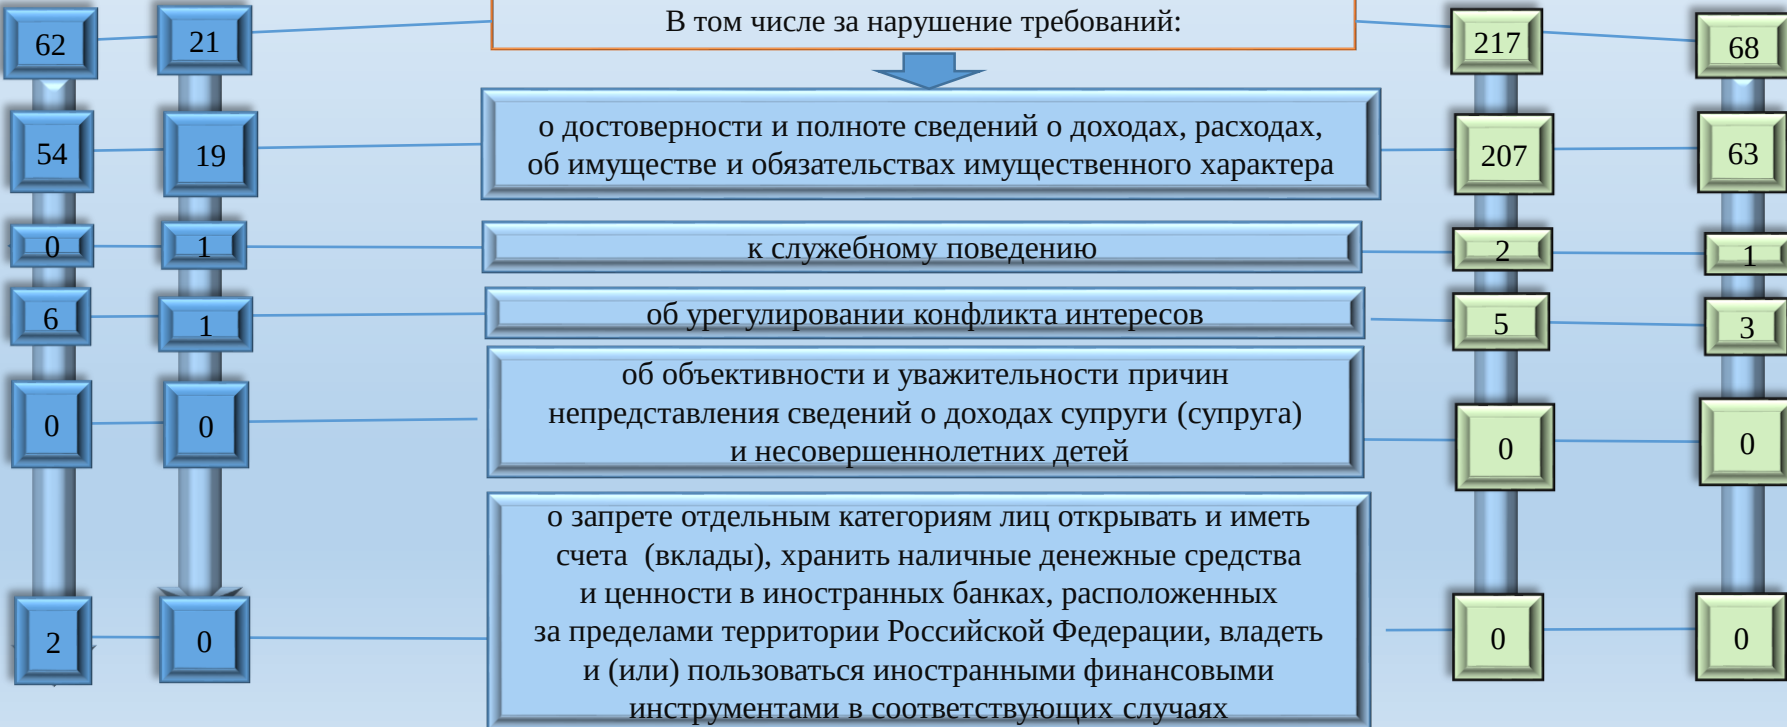 62 21 В том числе за нарушение требований: 217 68
о достоверности и полноте сведений о доходах, расходах,
54 19 об имуществе и обязательствах имущественного характера 207 63
0 1 к служебному поведению 2 1
6 1 об урегулировании конфликта интересов 5 3
об объективности и уважительности причин
0 0 непредставления сведений о доходах супруги (супруга) 0 0
и несовершеннолетних детей
о запрете отдельным категориям лиц открывать и иметь
счета (вклады), хранить наличные денежные средства
и ценности в иностранных банках, расположенных
2 0 за пределами территории Российской Федерации, владеть 0 0
и (или) пользоваться иностранными финансовыми
инструментами в соответствующих случаях